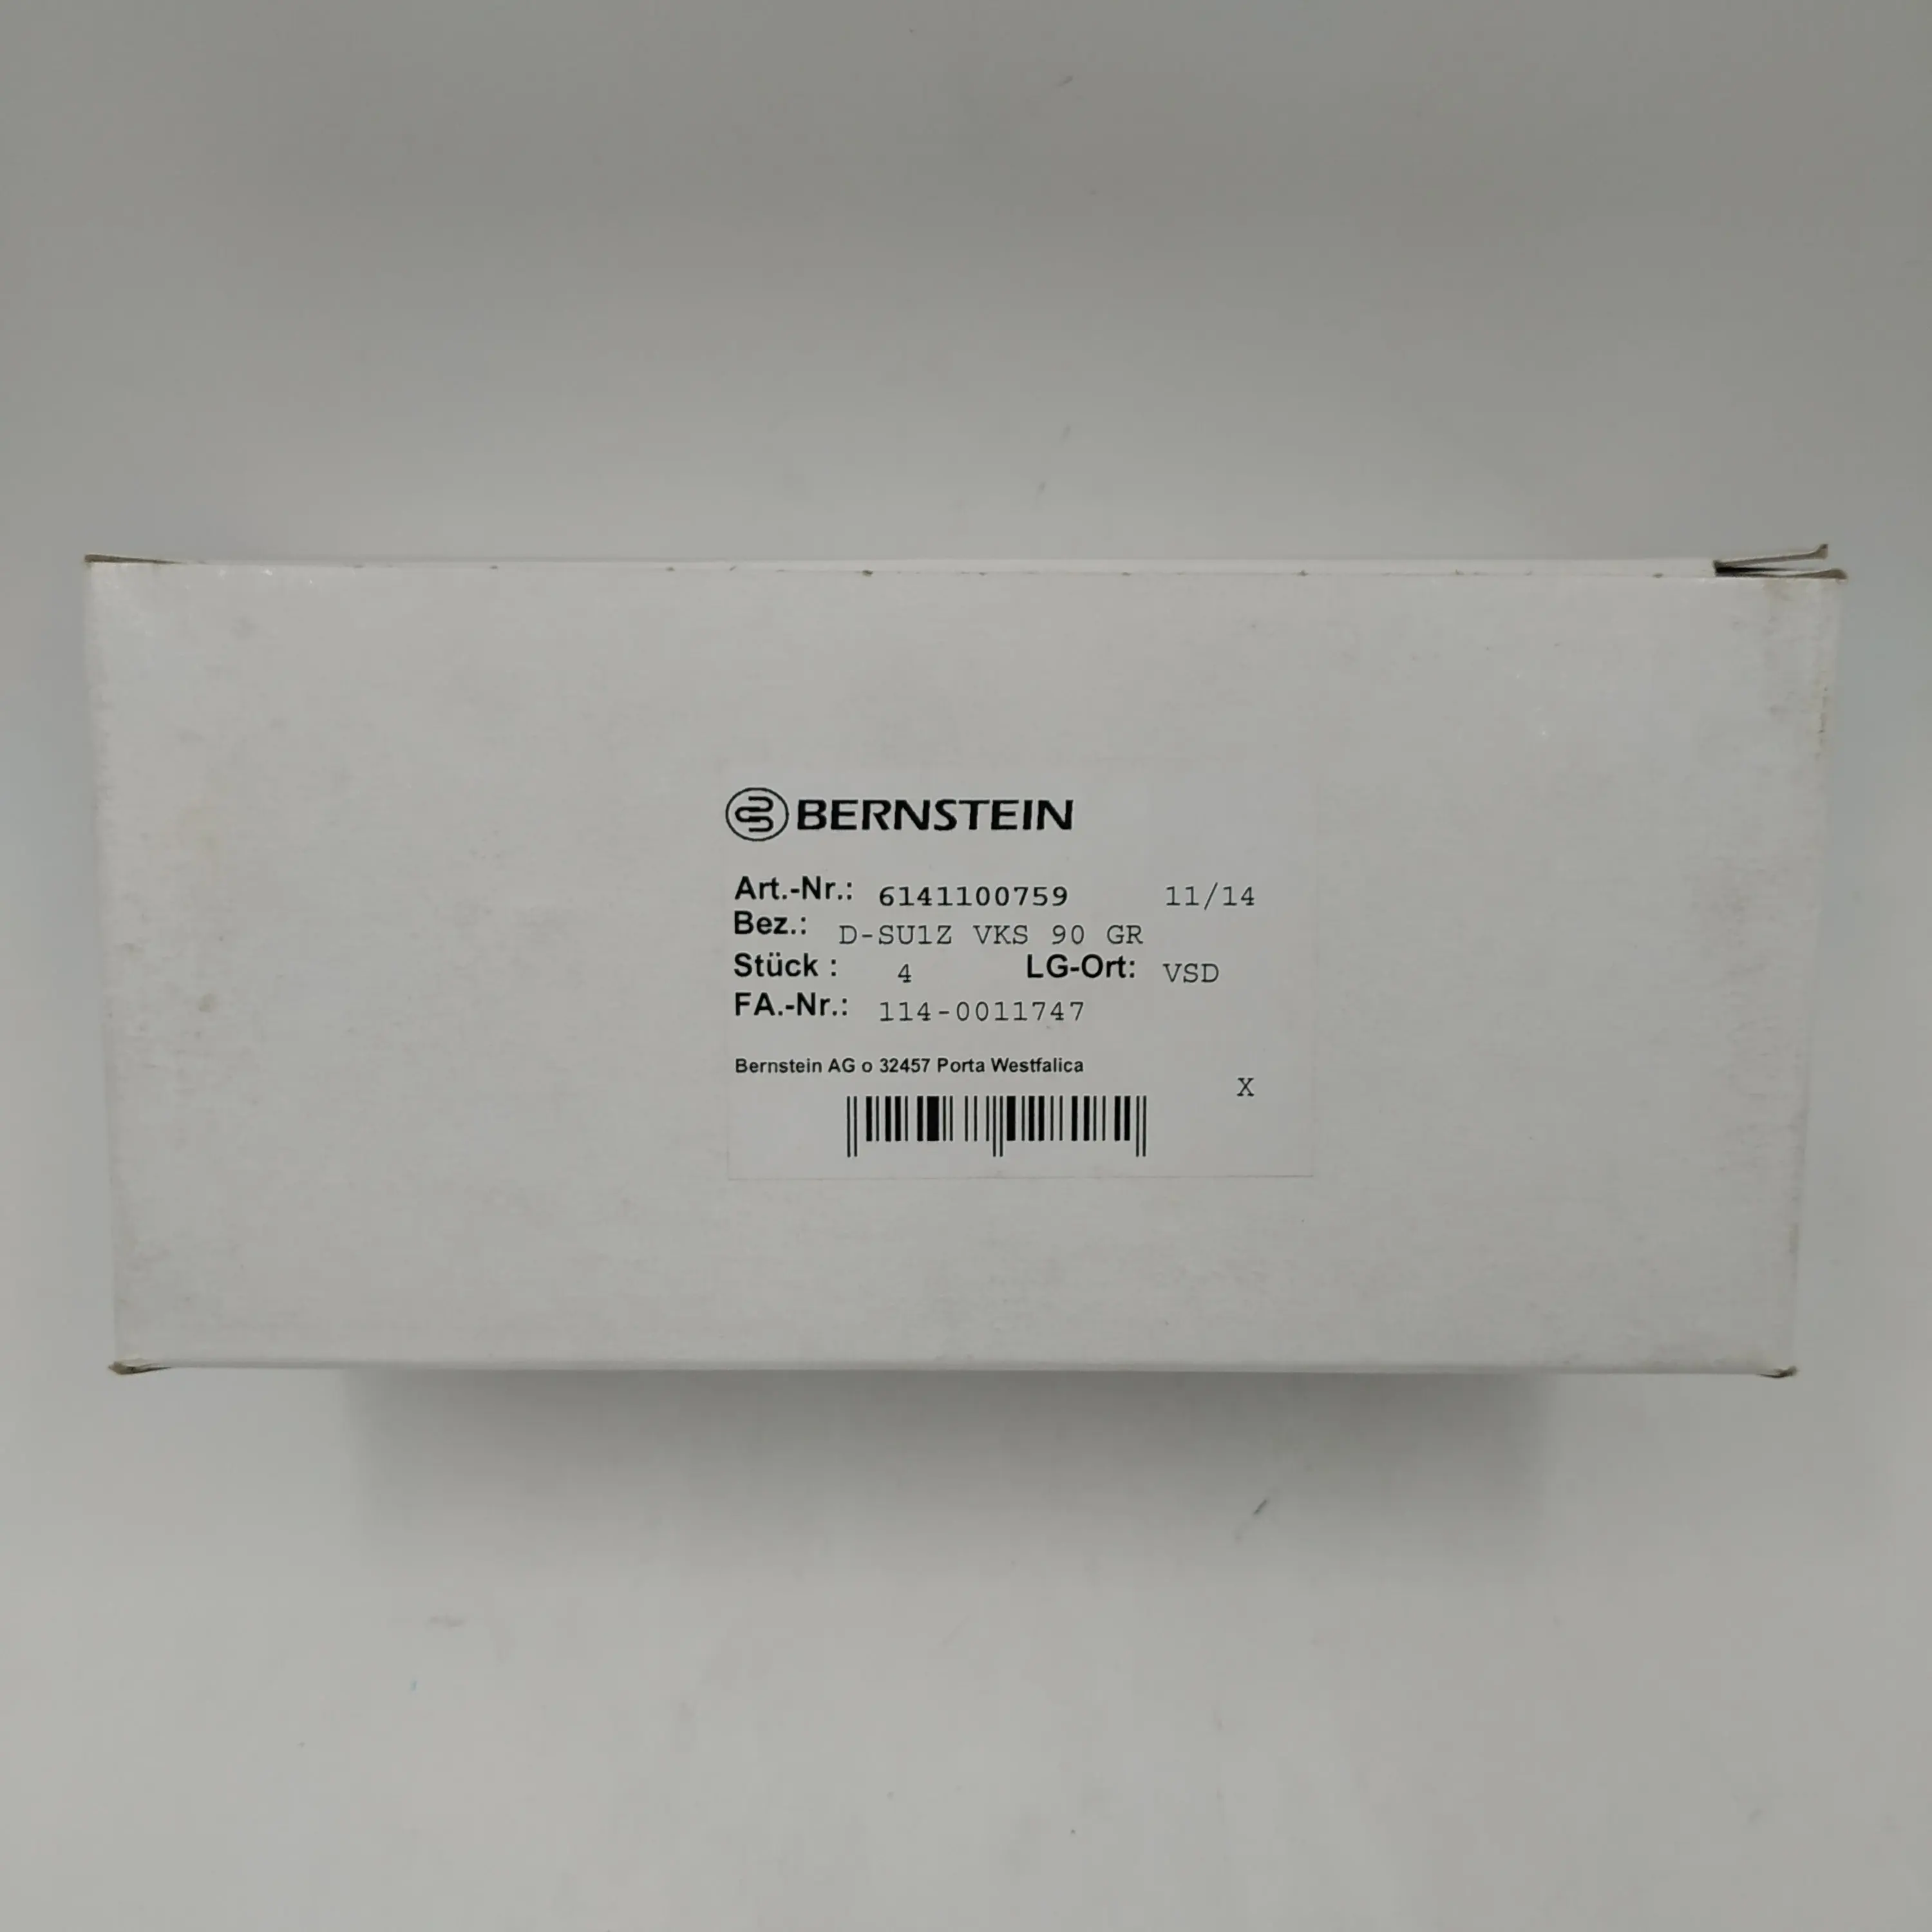 BERNSTEIN
Art.-Nr.: 6141100759 11/14
Bez.: D-SU1Z VKS 90 GR
Stück : 4 LG-Ort: VSD
FA.-Nr.: 114-0011747
Bernstein AG o 32457 Porta Westfalica
X